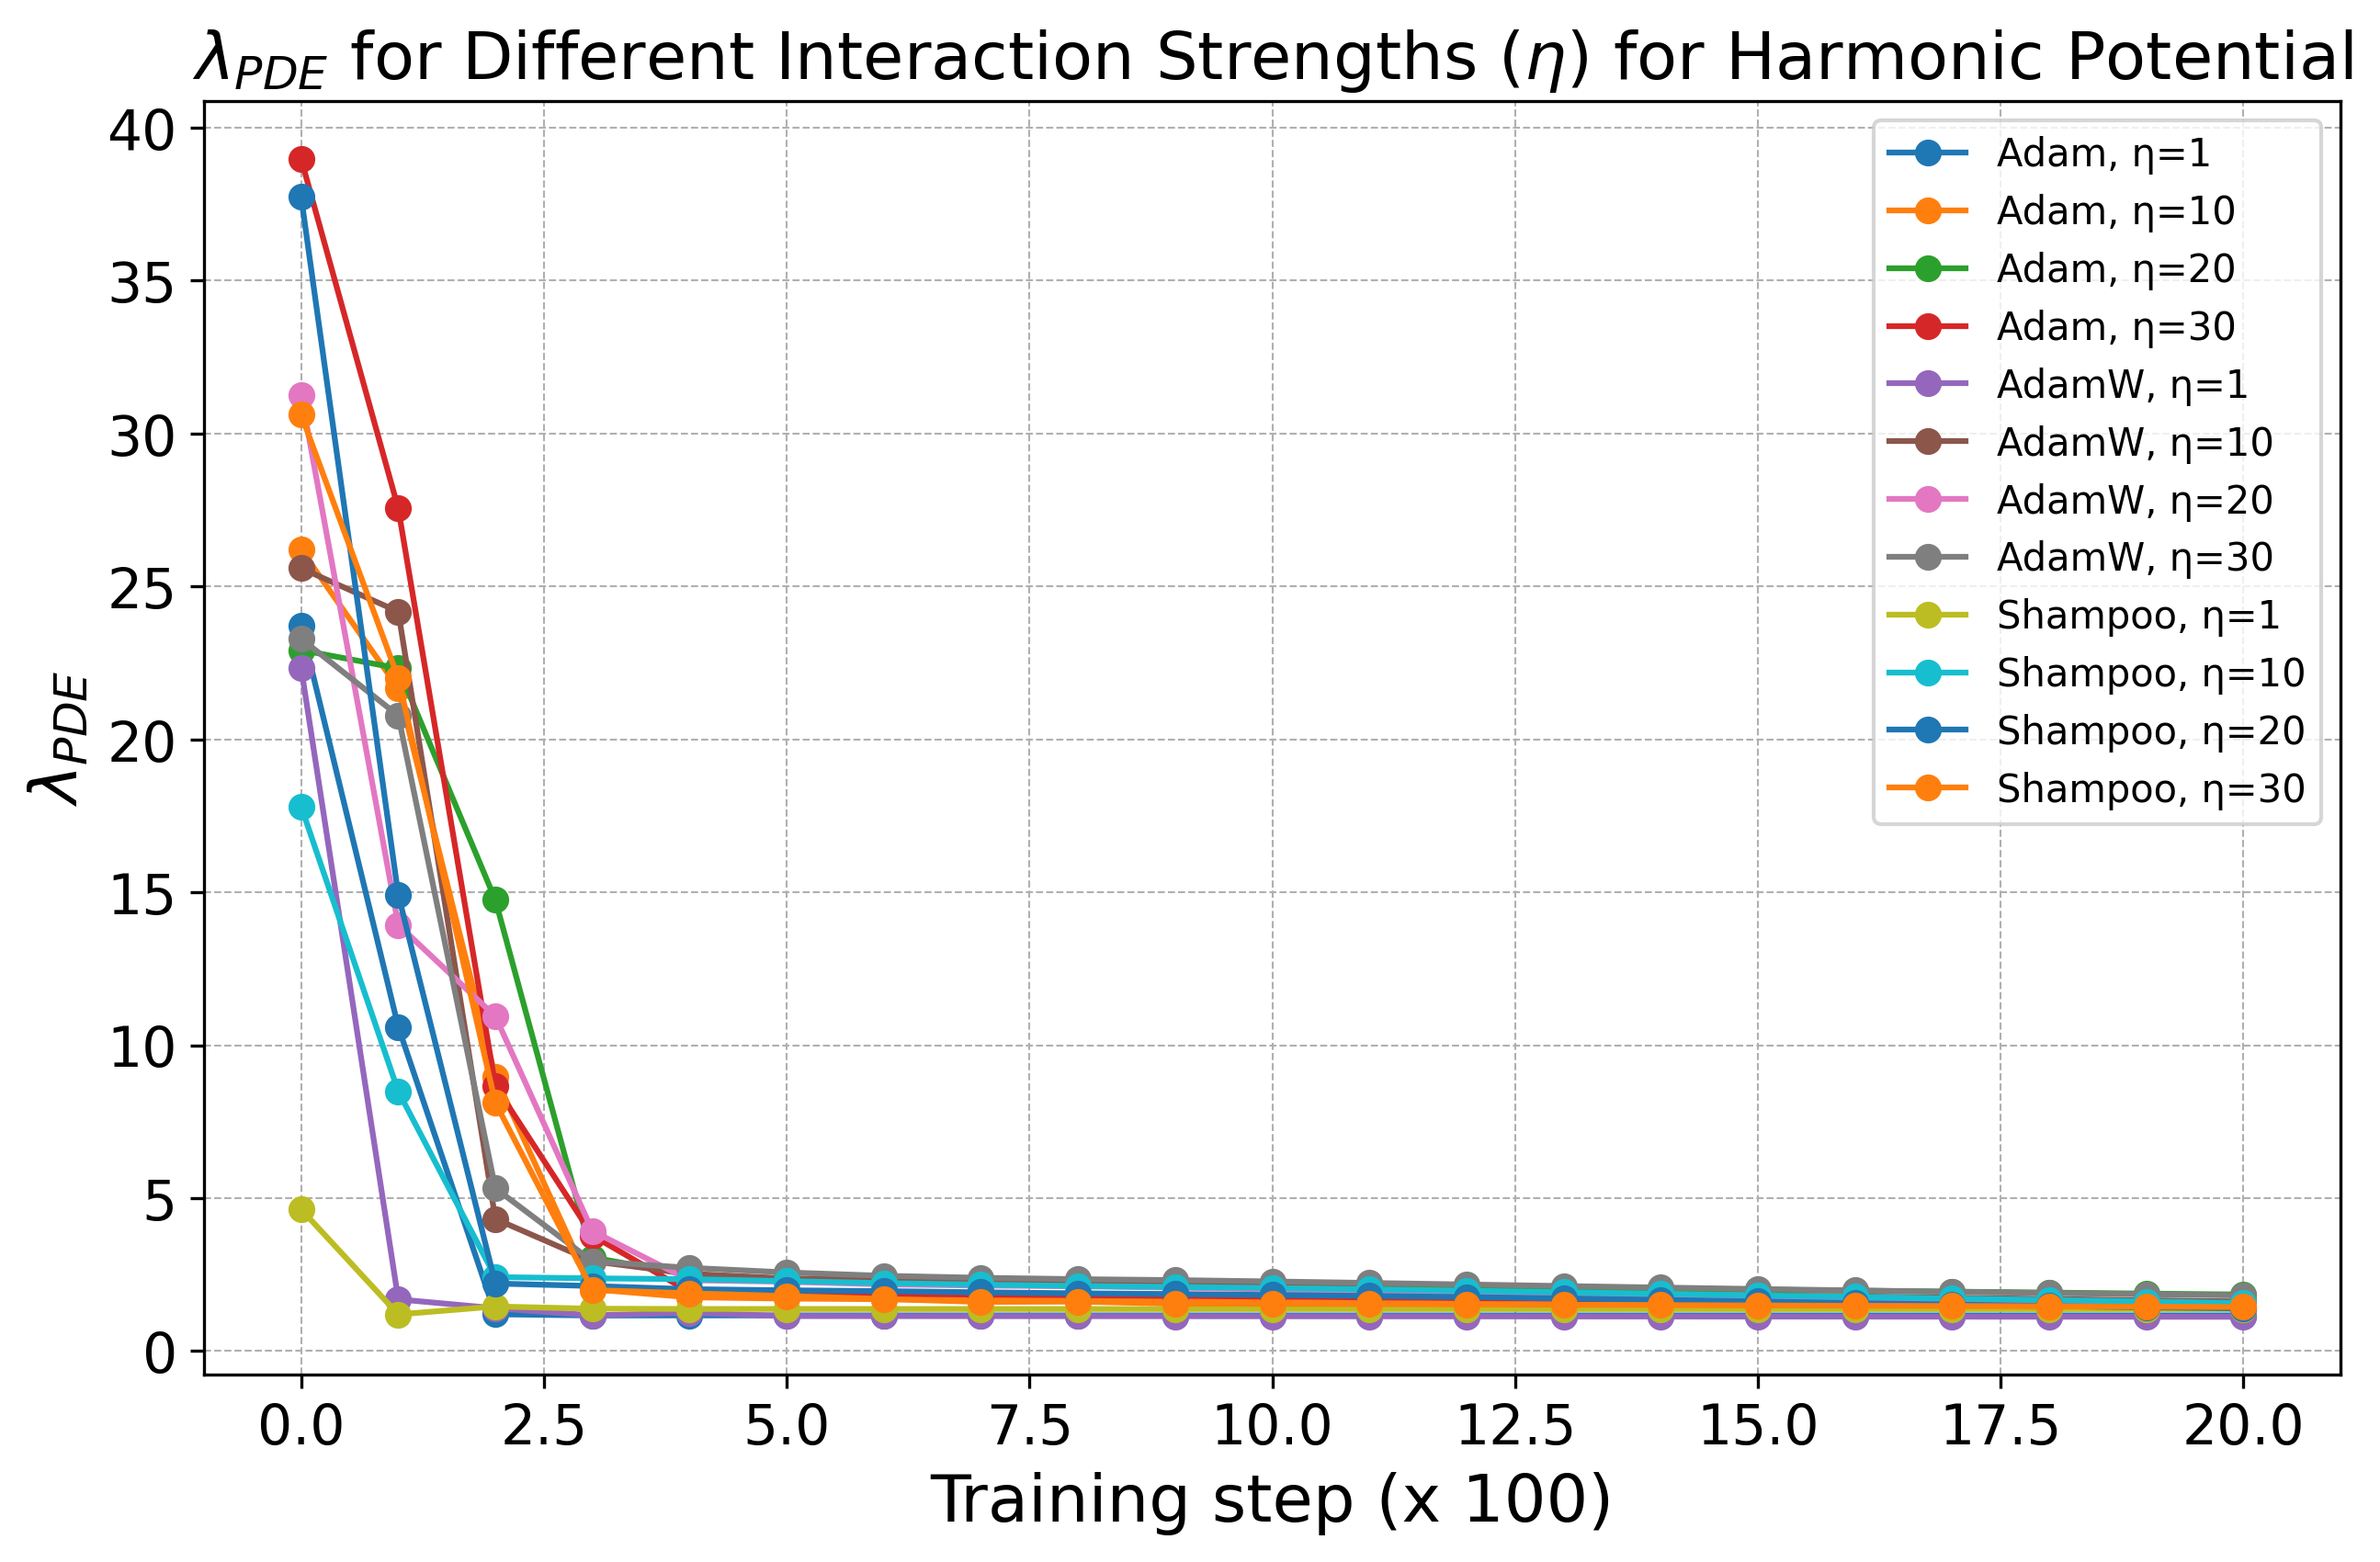 λPDE for Different Interaction Strengths (η) for Harmonic Potential
40
35
30
25
20
15
10
5
0
λPDE
0.0 2.5 5.0 7.5 10.0 12.5 15.0 17.5 20.0
Training step (x 100)
Adam, η=1
Adam, η=10
Adam, η=20
Adam, η=30
AdamW, η=1
AdamW, η=10
AdamW, η=20
AdamW, η=30
Shampoo, η=1
Shampoo, η=10
Shampoo, η=20
Shampoo, η=30